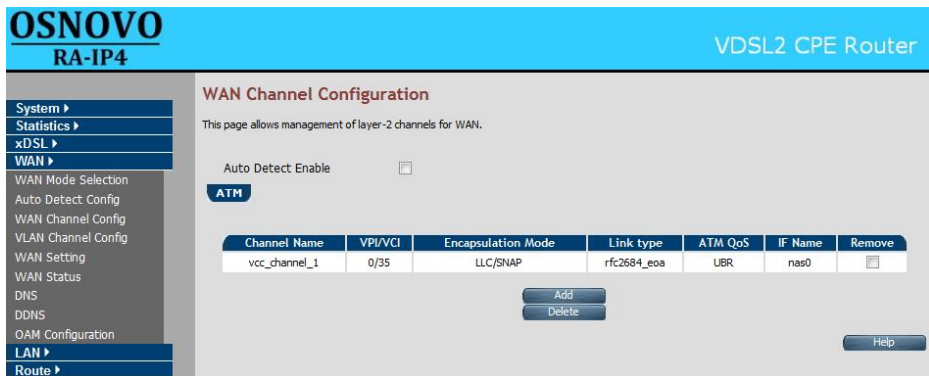 OSNOVO
RA-IP4
VDSL2 CPE Router
System
Statistics
xDSL
WAN
WAN Mode Selection
Auto Detect Config
WAN Channel Config
VLAN Channel Config
WAN Setting
WAN Status
DNS
DDNS
OAM Configuration
LAN
Route
WAN Channel Configuration
This page allows management of layer-2 channels for WAN.
Auto Detect Enable
ATM
Channel Name VPI/VCI Encapsulation Mode Link type ATM QoS IF Name Remove
vcc_channel_1 0/35 LLC/SNAP rfc2684_eoa UBR nas0
Add
Delete
Help